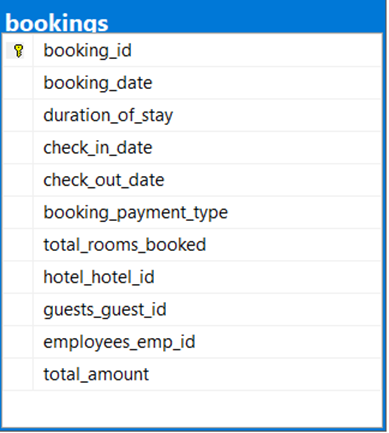 bookings
booking_id
booking_date
duration_of_stay
check_in_date
check_out_date
booking_payment_type
total_rooms_booked
hotel_hotel_id
guests_guest_id
employees_emp_id
total_amount